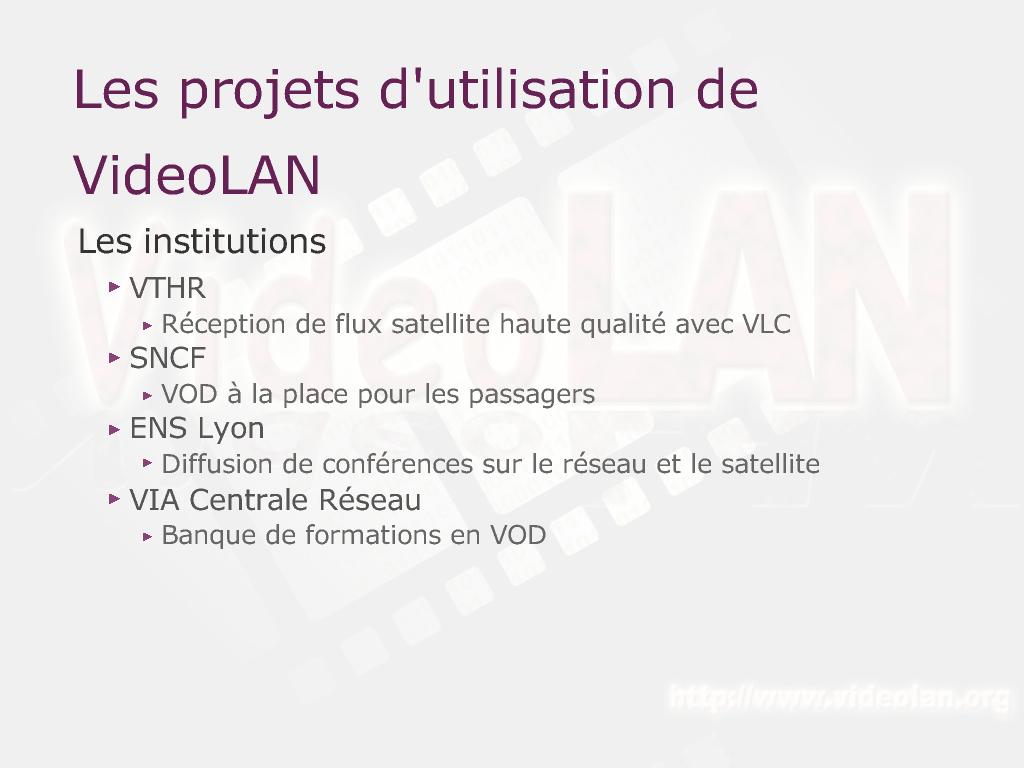 Les projets d'utilisation de
VideoLAN
Les institutions
VTHR
Réception de flux satellite haute qualité avec VLC
SNCF
VOD à la place pour les passagers
ENS Lyon
Diffusion de conférences sur le réseau et le satellite
VIA Centrale Réseau
Banque de formations en VOD
VideoLAN
http://www.videolan.org